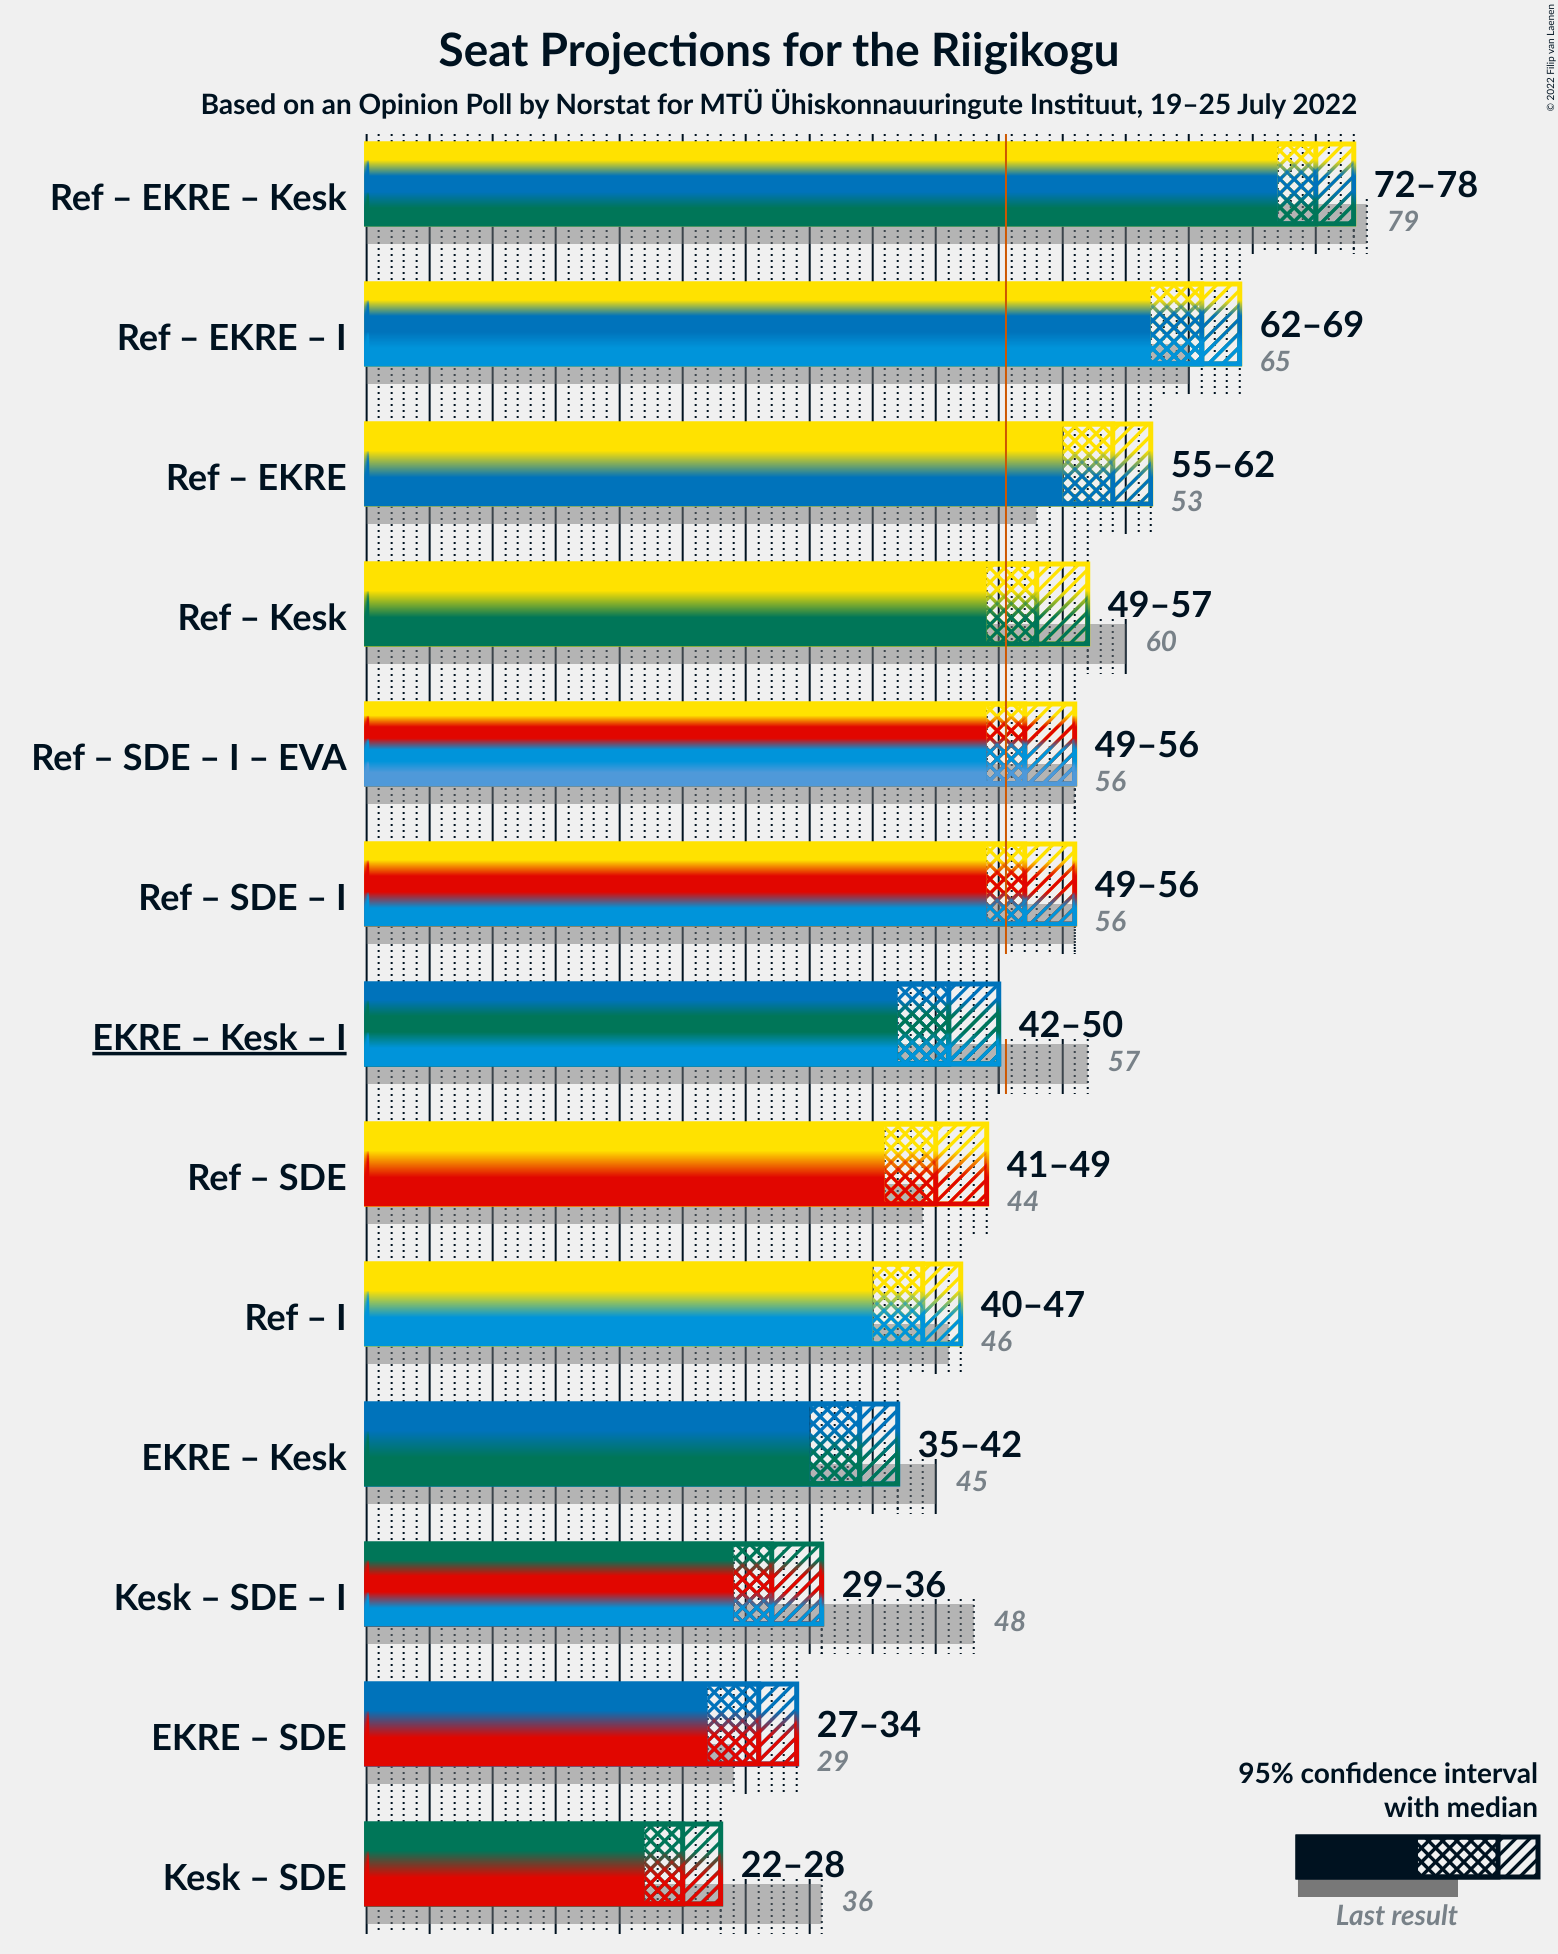 Seat Projections for the Riigikogu
Based on an Opinion Poll by Norstat for MTÜ Ühiskonnauuringute Instituut, 19–25 July 2022
© 2022 Filip van Laenen
Ref – EKRE – Kesk
72–78
79
Ref – EKRE – I
62–69
65
Ref – EKRE
55–62
53
Ref – Kesk
49–57
60
Ref – SDE – I – EVA
49–56
56
Ref – SDE – I
49–56
56
EKRE – Kesk – I
42–50
57
Ref – SDE
41–49
44
Ref – I
40–47
46
EKRE – Kesk
35–42
45
Kesk – SDE – I
29–36
48
EKRE – SDE
27–34
29
Kesk – SDE
22–28
36
95% confidence interval
with median
Last result